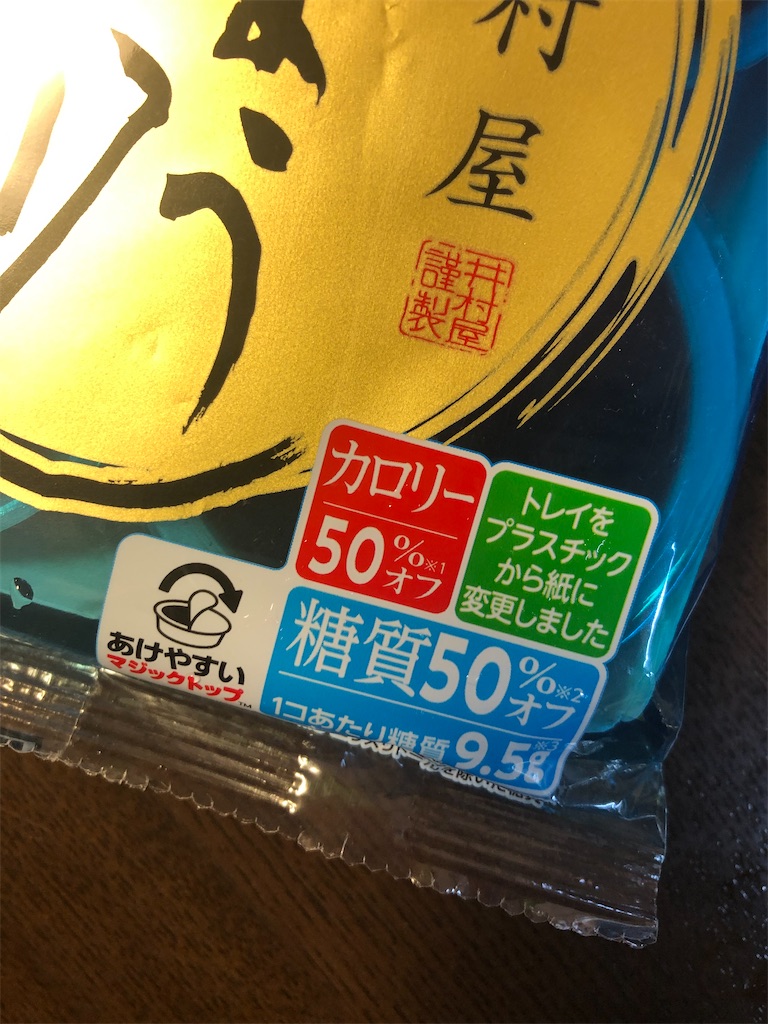 村屋
う
井村屋
謹製
カロリー
50%※1オフ
トレイを
プラスチック
から紙に
変更しました
あけやすい
マジックトップ
™
糖質50%※2オフ
1コあたり糖質9.5g※3